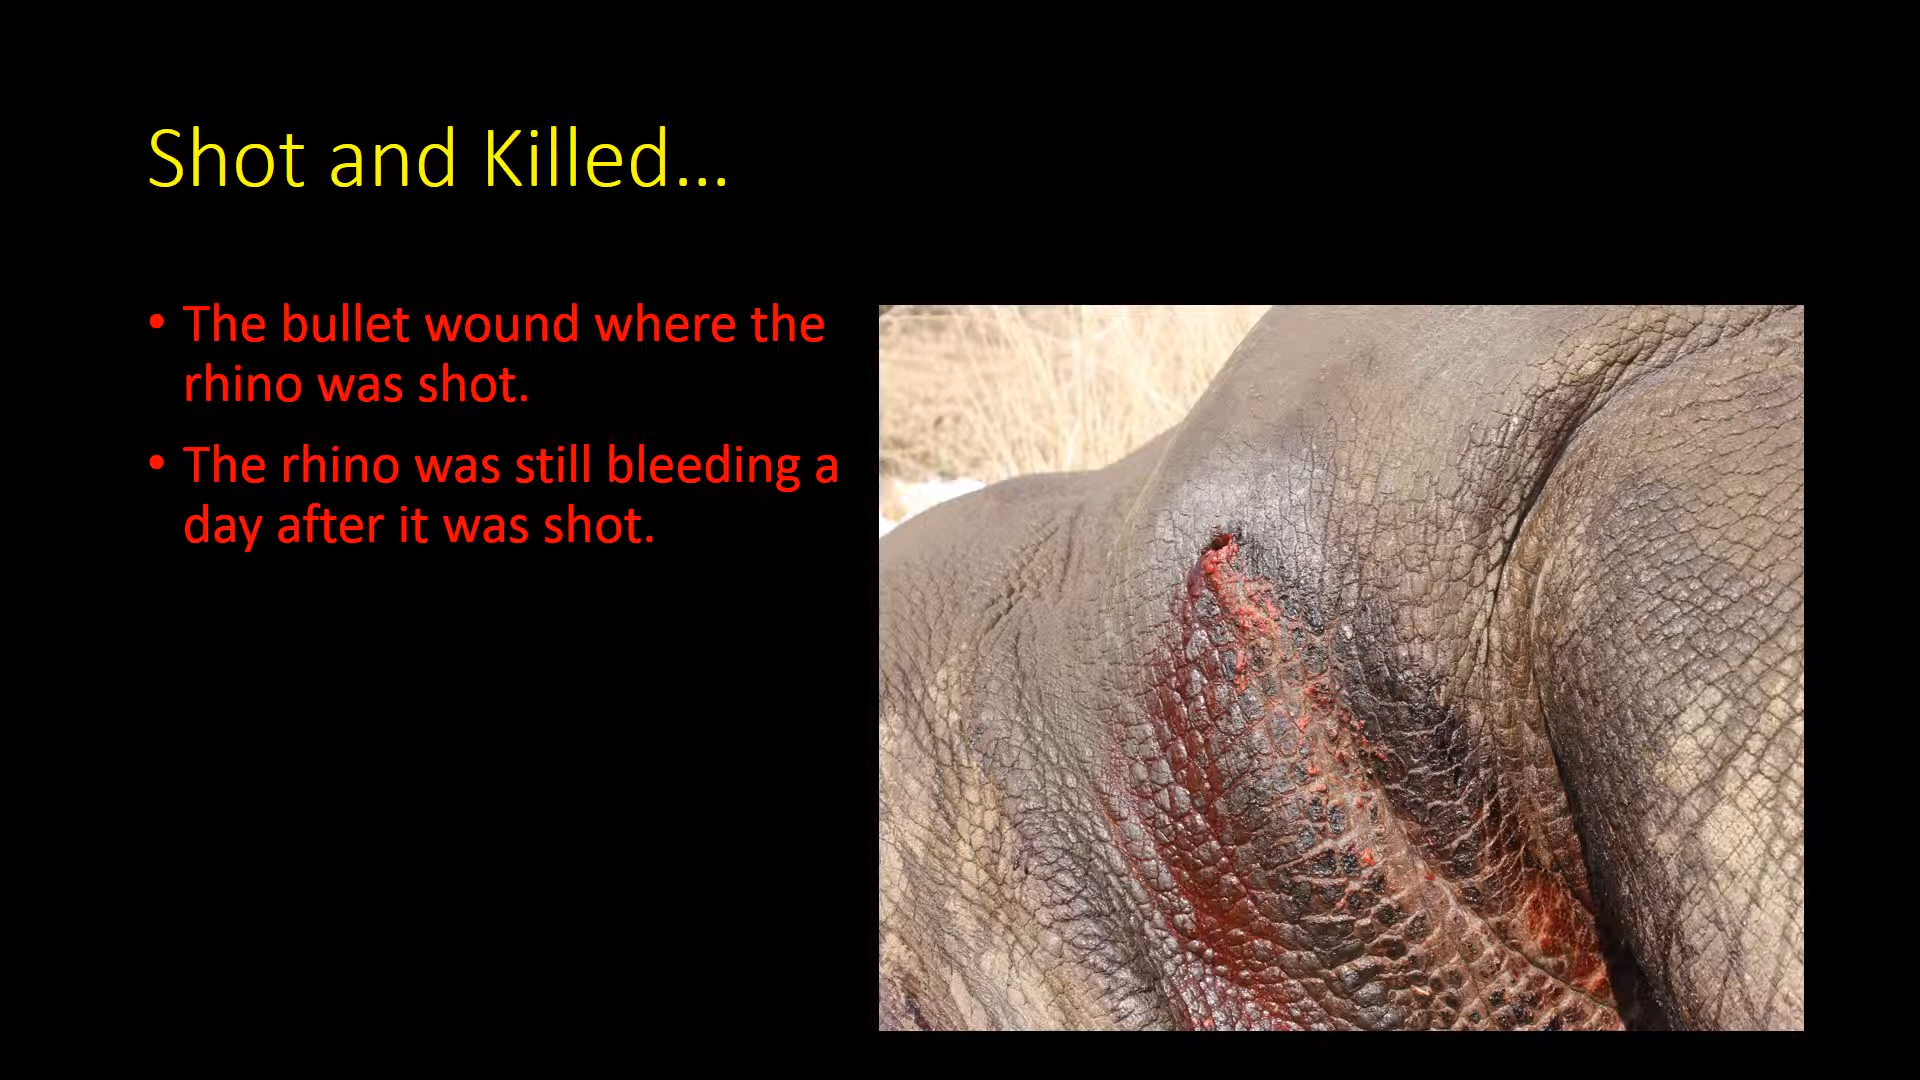 Shot and Killed…
• The bullet wound where the
rhino was shot.
• The rhino was still bleeding a
day after it was shot.